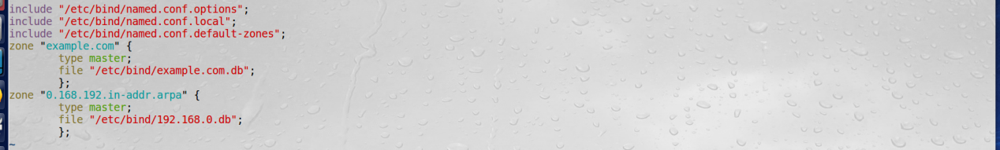 include "/etc/bind/named.conf.options";
include "/etc/bind/named.conf.local";
include "/etc/bind/named.conf.default-zones";
zone "example.com" {
        type master;
        file "/etc/bind/example.com.db";
        };
zone "0.168.192.in-addr.arpa" {
        type master;
        file "/etc/bind/192.168.0.db";
        };
~